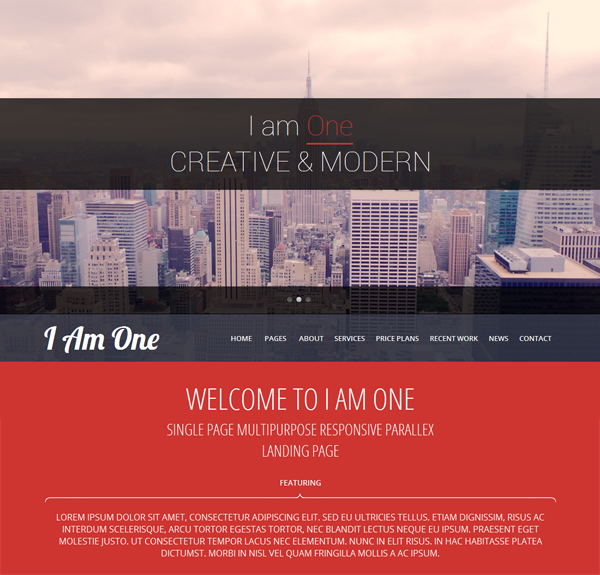 I am One
CREATIVE & MODERN
I Am One
HOME PAGES ABOUT SERVICES PRICE PLANS RECENT WORK NEWS CONTACT
WELCOME TO I AM ONE
SINGLE PAGE MULTIPURPOSE RESPONSIVE PARALLEX
LANDING PAGE
FEATURING
LOREM IPSUM DOLOR SIT AMET, CONSECTETUR ADIPISCING ELIT. SED EU ULTRICIES TELLUS. ETIAM DIGNISSIM, RISUS AC
INTERDUM SCELERISQUE, ARCU TORTOR EGESTAS TORTOR, NEC BLANDIT LECTUS NEQUE EU IPSUM. PRAESENT EGET
MOLESTIE JUSTO. UT CONSECTETUR TEMPOR LACUS NEC ELEMENTUM. NUNC IN ELIT RISUS. IN HAC HABITASSE PLATEA
DICTUMST. MORBI IN NISL VEL QUAM FRINGILLA MOLLIS A AC IPSUM.